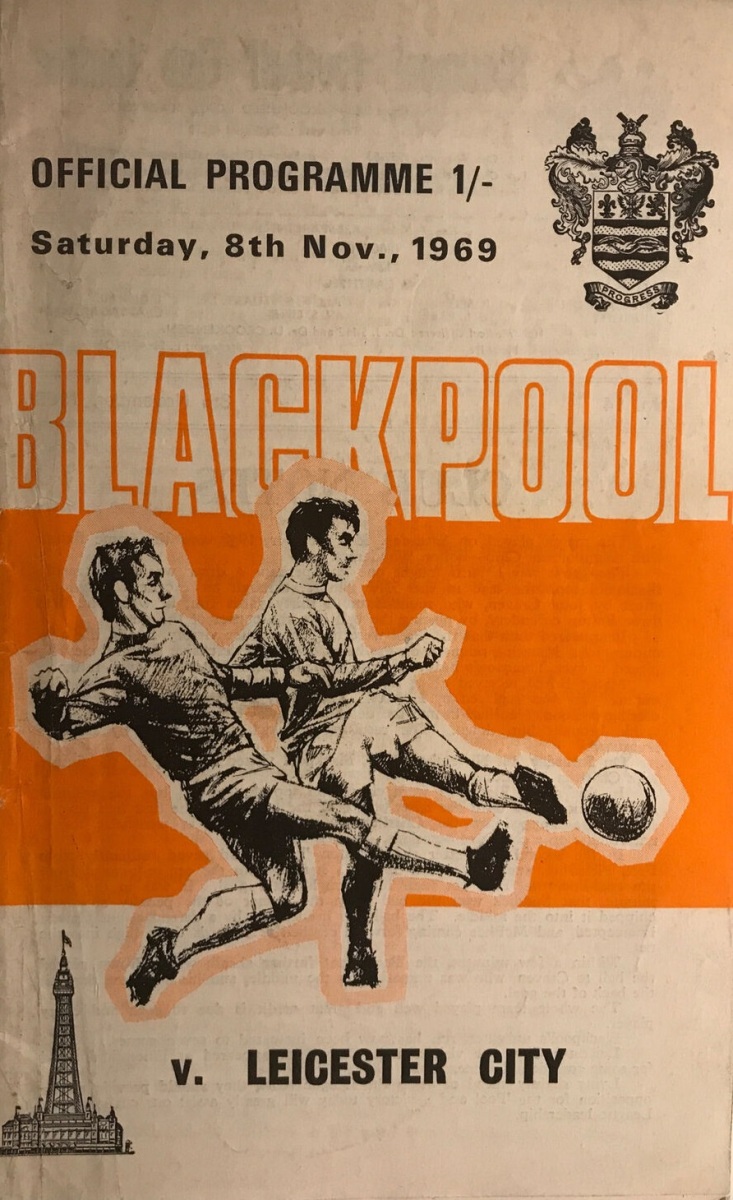 OFFICIAL PROGRAMME 1/-
Saturday, 8th Nov., 1969
PROGRESS
BLACKPOOL
v. LEICESTER CITY